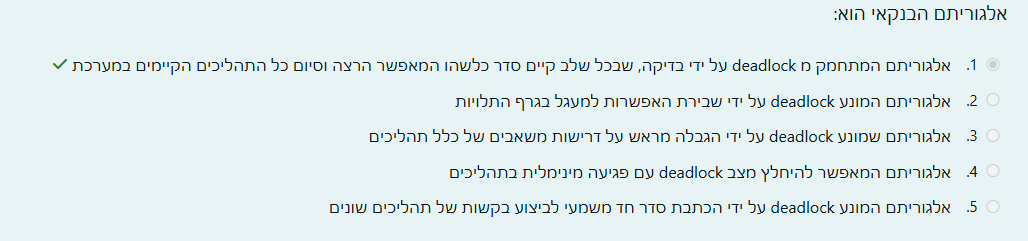 אלגוריתם הבנקאי הוא:
1. אלגוריתם המתחמק מ deadlock על ידי בדיקה, שבכל שלב קיים סדר כלשהו המאפשר הרצה וסיום כל התהליכים הקיימים במערכת
2. אלגוריתם המונע deadlock על ידי שבירת האפשרות למעגל בגרף התלויות
3. אלגוריתם שמונע deadlock על ידי הגבלה מראש על דרישות משאבים של כלל תהליכים
4. אלגוריתם המאפשר להיחלץ מצב deadlock עם פגיעה מינימלית בתהליכים
5. אלגוריתם המונע deadlock על ידי הכתבת סדר חד משמעי לביצוע בקשות של תהליכים שונים